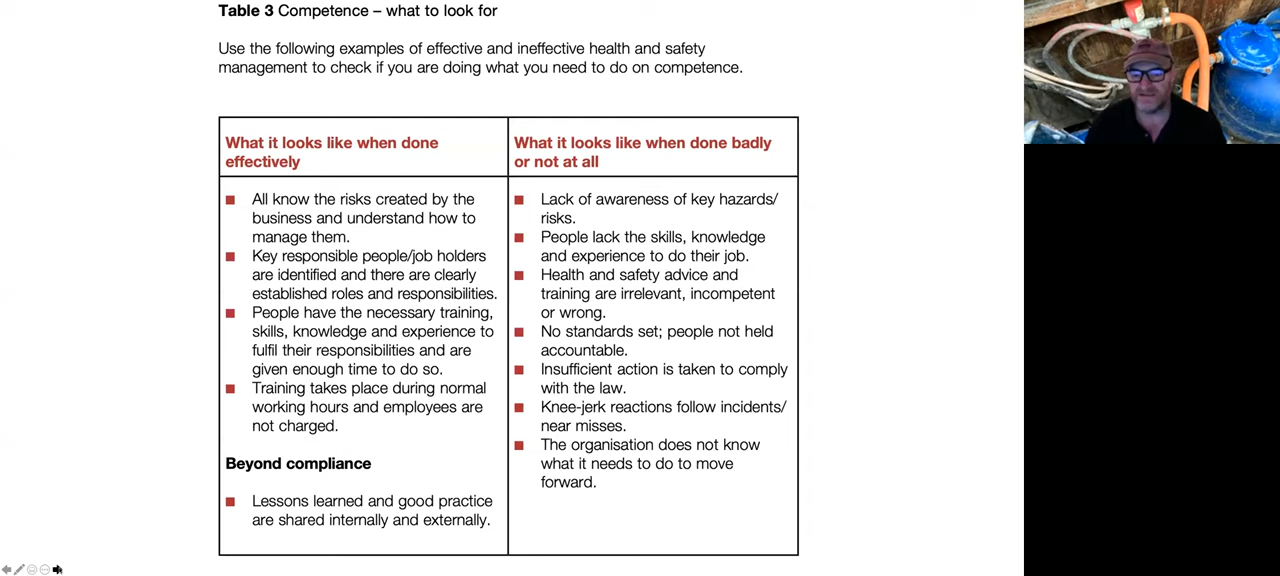 Table 3 Competence – what to look for
Use the following examples of effective and ineffective health and safety
management to check if you are doing what you need to do on competence.
What it looks like when done
effectively
■ All know the risks created by the
business and understand how to
manage them.
■ Key responsible people/job holders
are identified and there are clearly
established roles and responsibilities.
■ People have the necessary training,
skills, knowledge and experience to
fulfil their responsibilities and are
given enough time to do so.
■ Training takes place during normal
working hours and employees are
not charged.
Beyond compliance
■ Lessons learned and good practice
are shared internally and externally.
What it looks like when done badly
or not at all
■ Lack of awareness of key hazards/
risks.
■ People lack the skills, knowledge
and experience to do their job.
■ Health and safety advice and
training are irrelevant, incompetent
or wrong.
■ No standards set; people not held
accountable.
■ Insufficient action is taken to comply
with the law.
■ Knee-jerk reactions follow incidents/
near misses.
■ The organisation does not know
what it needs to do to move
forward.